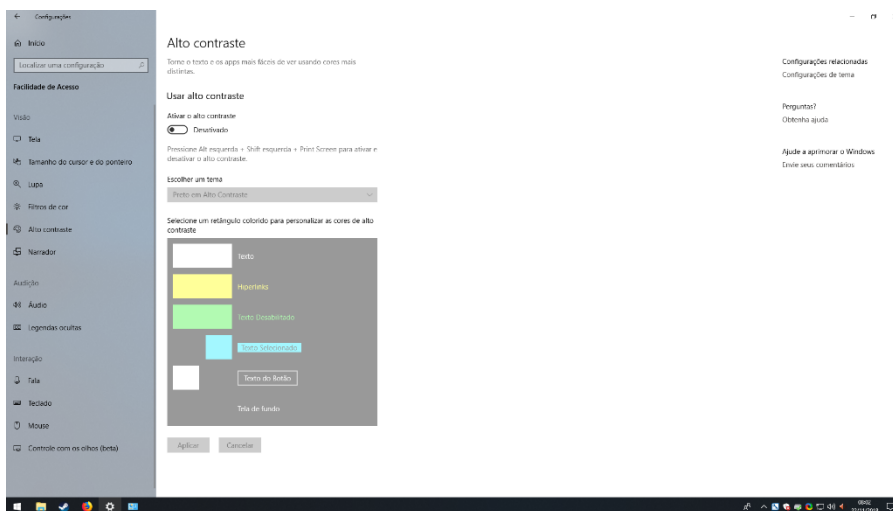 Configurações
Início
Localizar uma configuração
Facilidade de Acesso
Visão
Tela
Tamanho do cursor e do ponteiro
Lupa
Filtros de cor
Alto contraste
Narrador
Audição
Áudio
Legendas ocultas
Interação
Fala
Teclado
Mouse
Controle com os olhos (beta)
Alto contraste
Torne o texto e os apps mais fáceis de ver usando cores mais
distintas.
Usar alto contraste
Ativar o alto contraste
Desativado
Pressione Alt esquerda + Shift esquerda + Print Screen para ativar e
desativar o alto contraste.
Escolher um tema
Preto em Alto Contraste
Selecione um retângulo colorido para personalizar as cores de alto
contraste
Texto
Hiperlinks
Texto Desabilitado
Texto Selecionado
Texto do Botão
Tela de fundo
Aplicar
Cancelar
Configurações relacionadas
Configurações de tema
Perguntas?
Obtenha ajuda
Ajude a aprimorar o Windows
Envie seus comentários